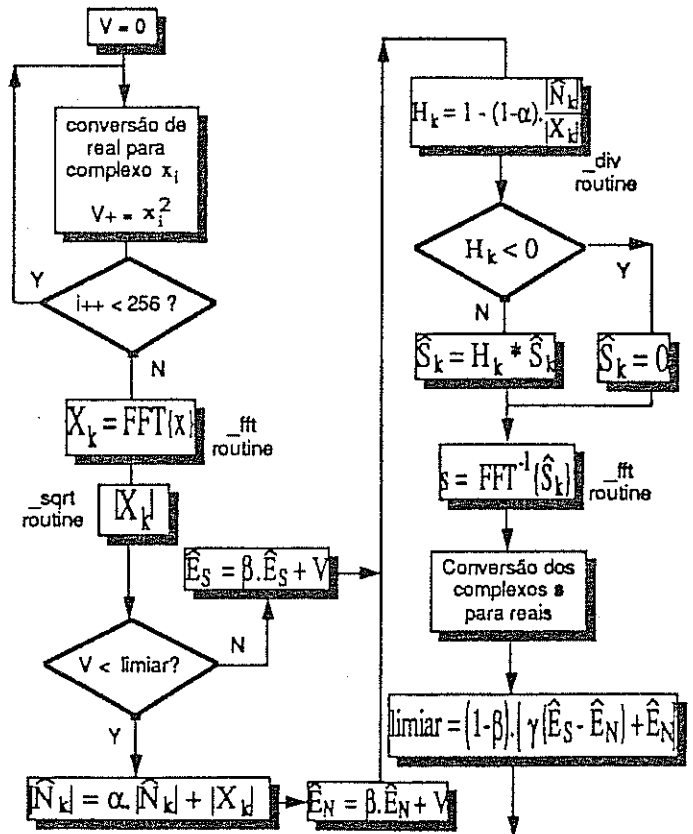 V = 0
conversão de
real para
complexo x_i
V+ = x_i^2
Y
i++ < 256 ?
N
X_k = FFT{x}
_fft
routine
_sqrt
routine
|X_k|
Ê_S = β.Ê_S + V
V < limiar?
N
Y
|N̂_k| = α.|N̂_k| + |X_k|
Ê_N = β.Ê_N + V
H_k = 1 - (1-α).|N̂_k|/|X_k|
_div
routine
H_k < 0
Y
N
Ŝ_k = H_k * Ŝ_k
Ŝ_k = 0
s = FFT^-1{Ŝ_k}
_fft
routine
Conversão dos
complexos s
para reais
limiar = (1-β).[γ(Ê_S - Ê_N) + Ê_N]